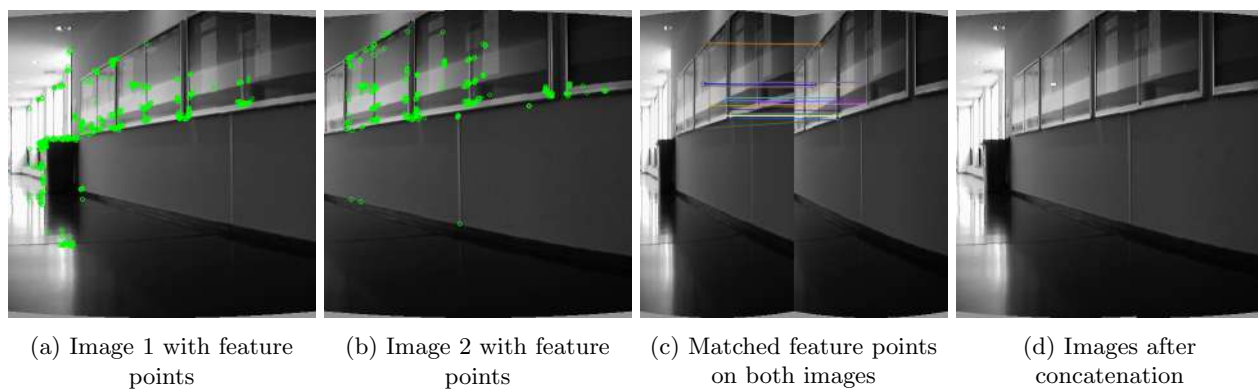 (a) Image 1 with feature
points
(b) Image 2 with feature
points
(c) Matched feature points
on both images
(d) Images after
concatenation